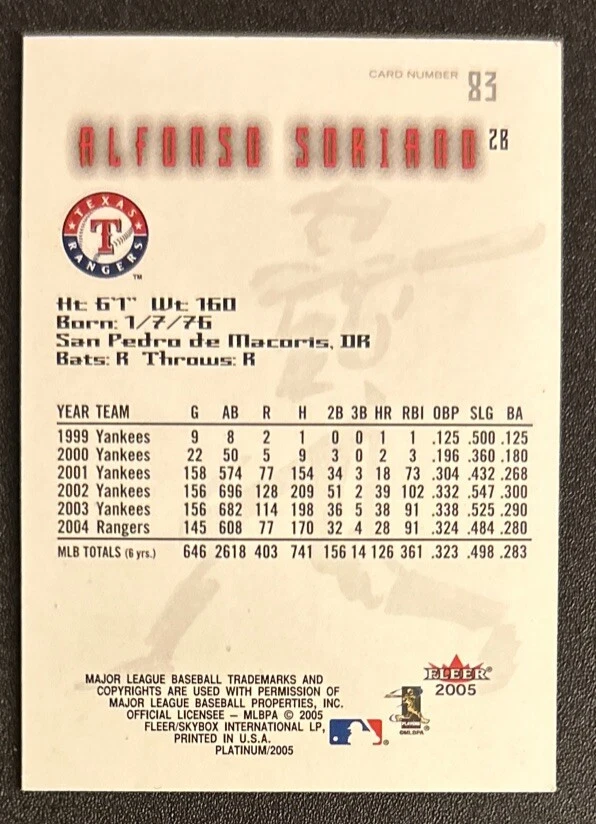 CARD NUMBER 83
ALFONSO SORIANO 2B
TEXAS RANGERS
T
TM
Ht: 6'1" Wt: 160
Born: 1/7/76
San Pedro de Macoris, DR
Bats: R Throws: R
YEAR TEAM G AB R H 2B 3B HR RBI OBP SLG BA
1999 Yankees 9 8 2 1 0 0 1 1 .125 .500 .125
2000 Yankees 22 50 5 9 3 0 2 3 .196 .360 .180
2001 Yankees 158 574 77 154 34 3 18 73 .304 .432 .268
2002 Yankees 156 696 128 209 51 2 39 102 .332 .547 .300
2003 Yankees 156 682 114 198 36 5 38 91 .338 .525 .290
2004 Rangers 145 608 77 170 32 4 28 91 .324 .484 .280
MLB TOTALS (6 yrs.) 646 2618 403 741 156 14 126 361 .323 .498 .283
MAJOR LEAGUE BASEBALL TRADEMARKS AND
COPYRIGHTS ARE USED WITH PERMISSION OF
MAJOR LEAGUE BASEBALL PROPERTIES, INC.
OFFICIAL LICENSEE – MLBPA © 2005
FLEER/SKYBOX INTERNATIONAL LP,
PRINTED IN U.S.A.
PLATINUM/2005
FLEER®
2005
©MLBPA